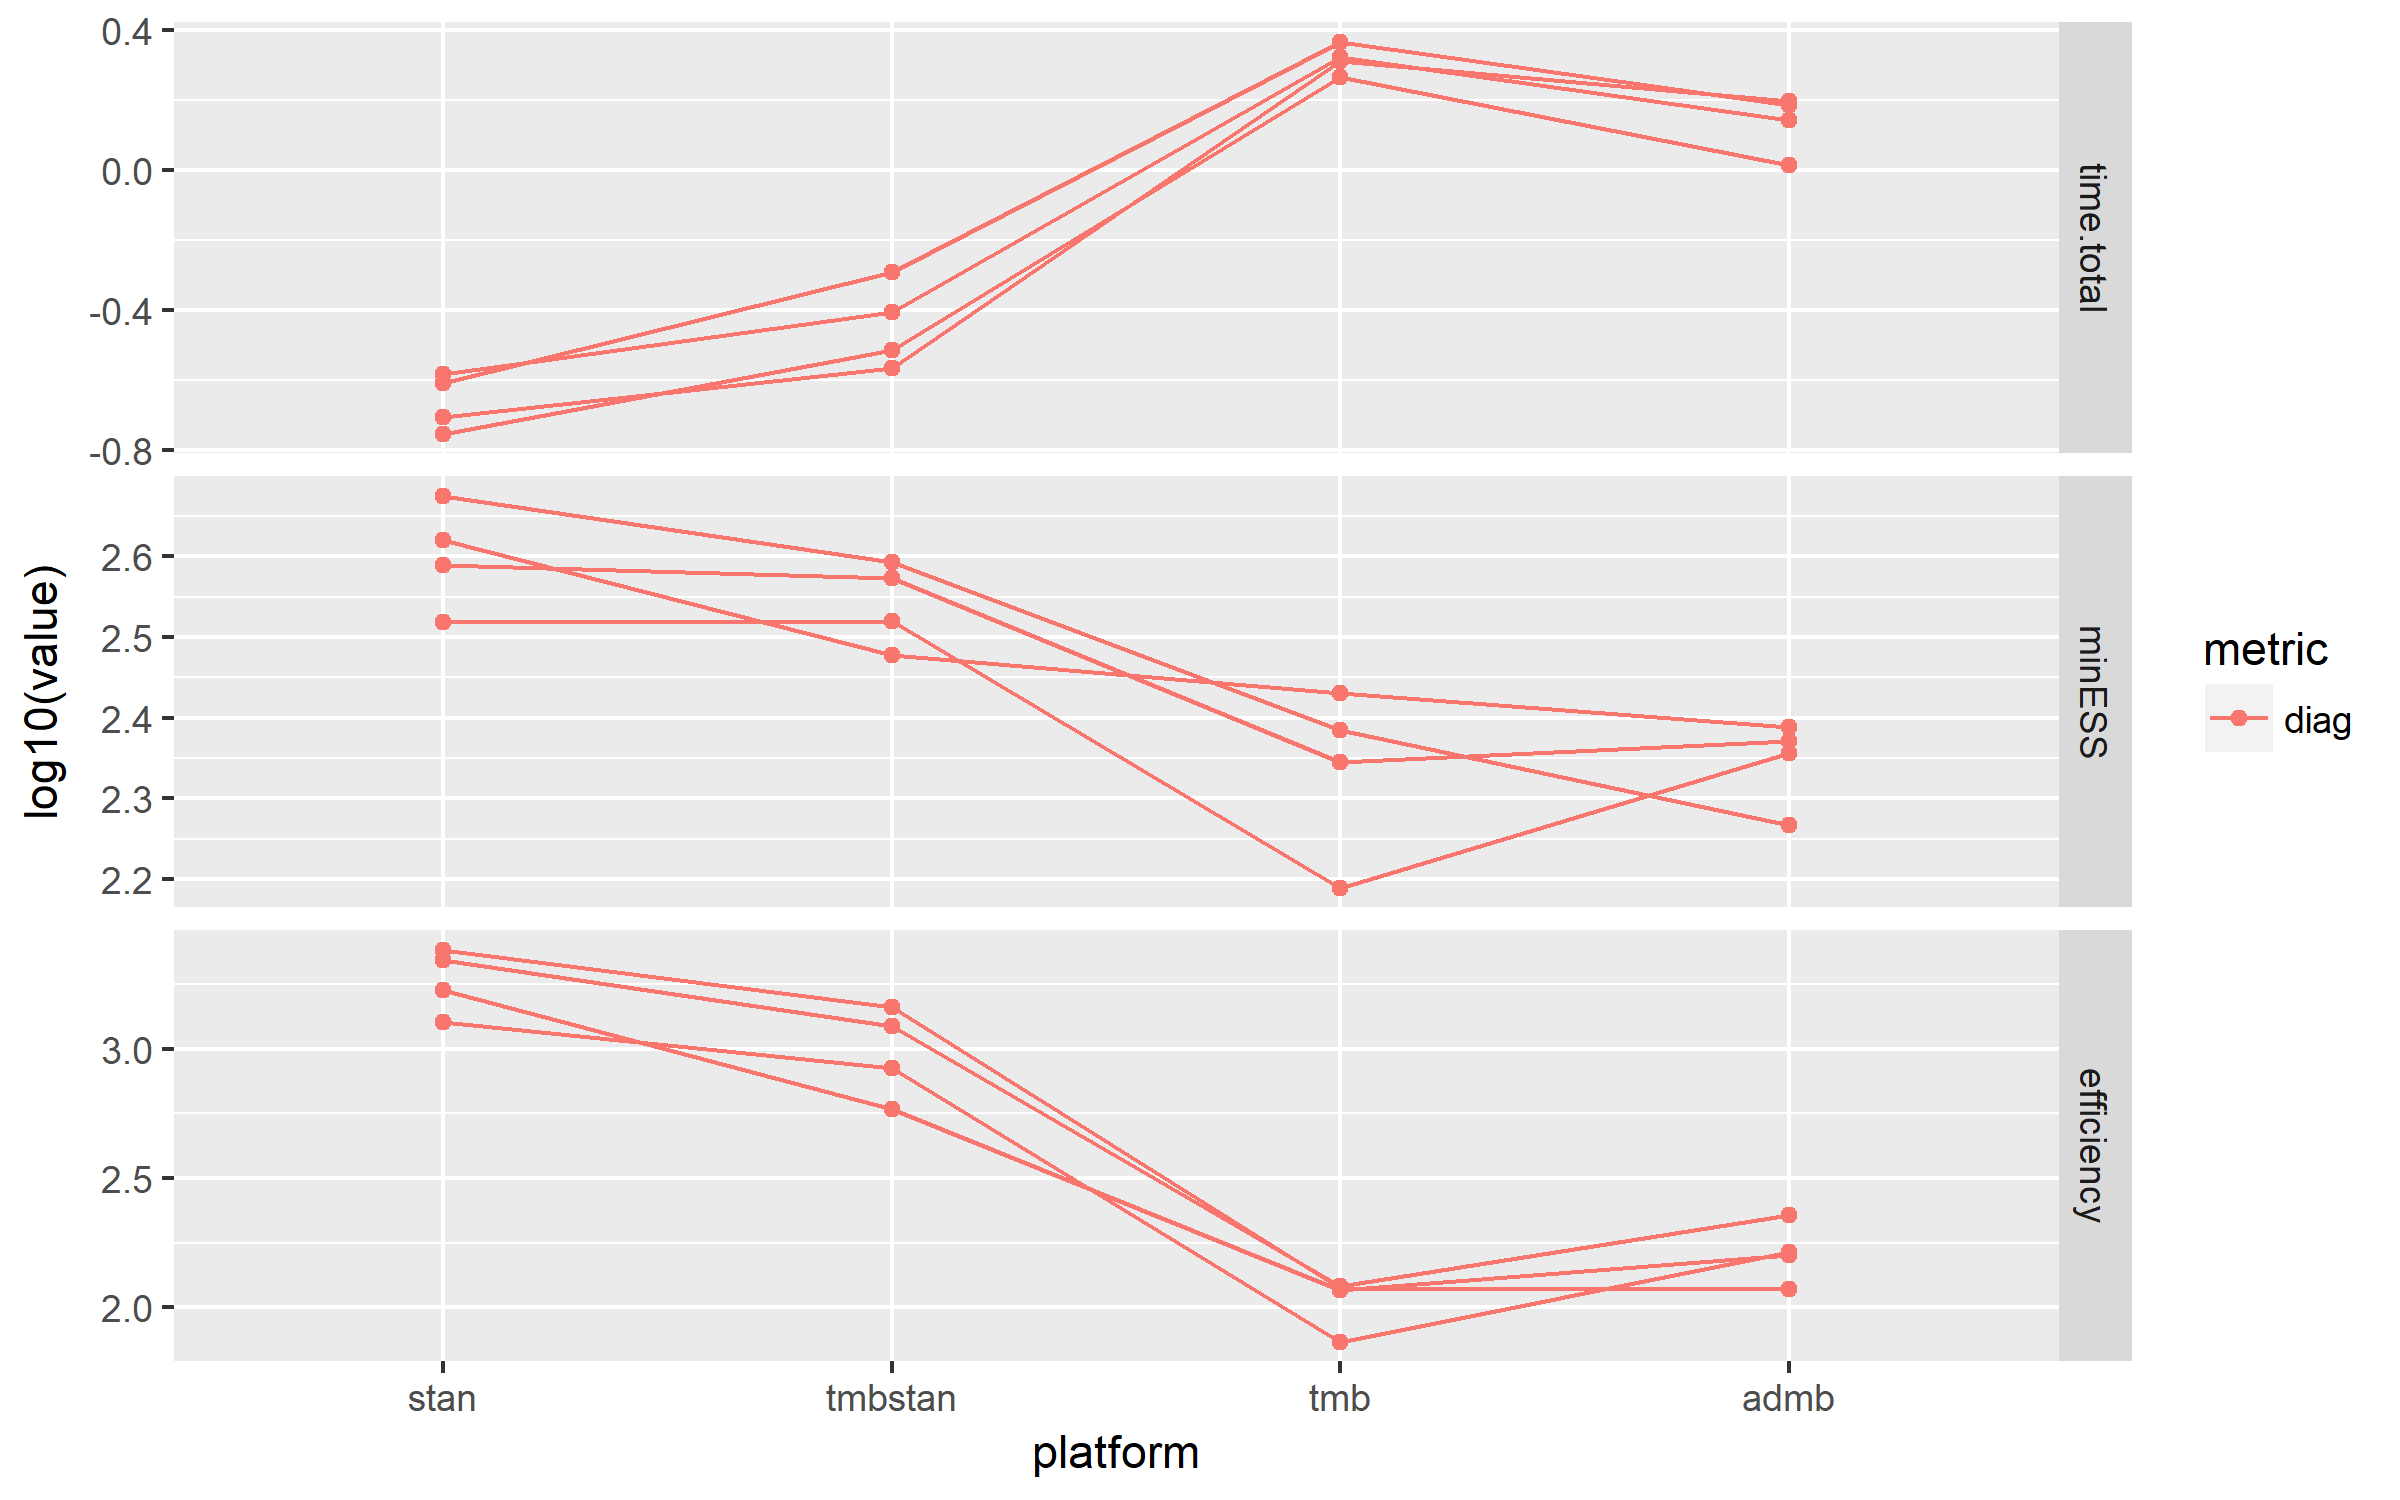 0.4
0.0
-0.4
-0.8
time.total
2.6
2.5
2.4
2.3
2.2
minESS
3.0
2.5
2.0
efficiency
log10(value)
stan
tmbstan
tmb
admb
platform
metric
diag